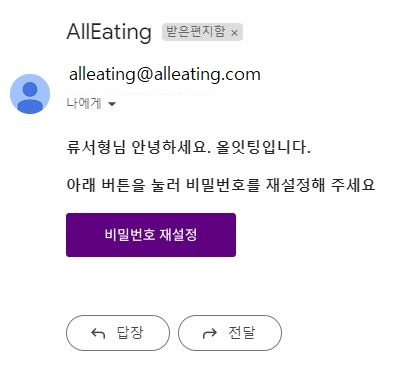 AllEating 받은편지함 ×
alleating@alleating.com
나에게
류서형님 안녕하세요. 올잇팅입니다.
아래 버튼을 눌러 비밀번호를 재설정해 주세요
비밀번호 재설정
답장 전달